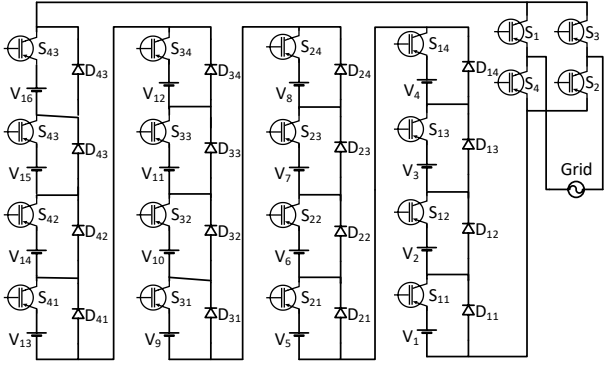 S43 S34 S24 S14 S1 S3
D43 D34 D24 D14
V16 V12 V8 V4 S4 S2
S43 S33 S23 S13
D43 D33 D23 D13
V15 V11 V7 V3 Grid
S42 S32 S22 S12
D42 D32 D22 D12
V14 V10 V6 V2
S41 S31 S21 S11
D41 D31 D21 D11
V13 V9 V5 V1